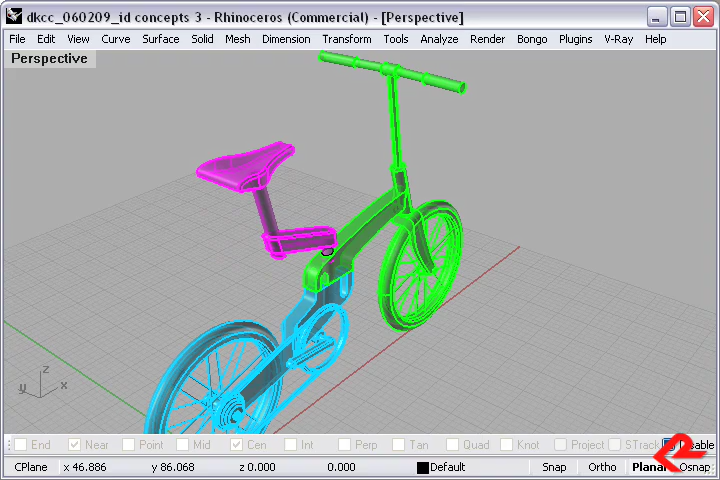 dkcc_060209_id concepts 3 - Rhinoceros (Commercial) - [Perspective]
File Edit View Curve Surface Solid Mesh Dimension Transform Tools Analyze Render Bongo Plugins V-Ray Help
Perspective
z
y x
End Near Point Mid Cen Int Perp Tan Quad Knot Project STrack Disable
CPlane x 46.886 y 86.068 z 0.000 0.000 Default Snap Ortho Planar Osnap